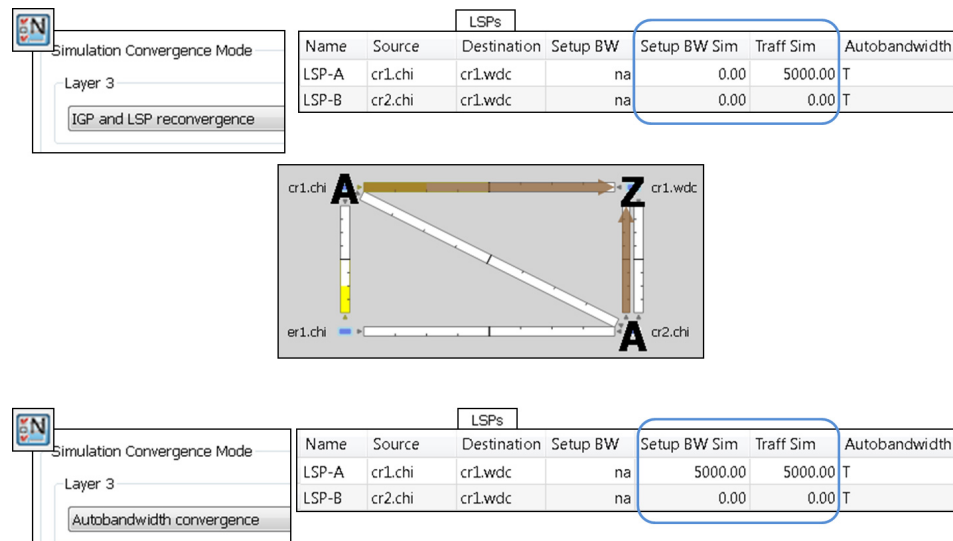 N
Simulation Convergence Mode
Layer 3
IGP and LSP reconvergence
LSPs
Name Source Destination Setup BW Setup BW Sim Traff Sim Autobandwidth
LSP-A cr1.chi cr1.wdc na 0.00 5000.00 T
LSP-B cr2.chi cr1.wdc na 0.00 0.00 T
cr1.chi A Z cr1.wdc
er1.chi A cr2.chi
N
Simulation Convergence Mode
Layer 3
Autobandwidth convergence
LSPs
Name Source Destination Setup BW Setup BW Sim Traff Sim Autobandwidth
LSP-A cr1.chi cr1.wdc na 5000.00 5000.00 T
LSP-B cr2.chi cr1.wdc na 0.00 0.00 T